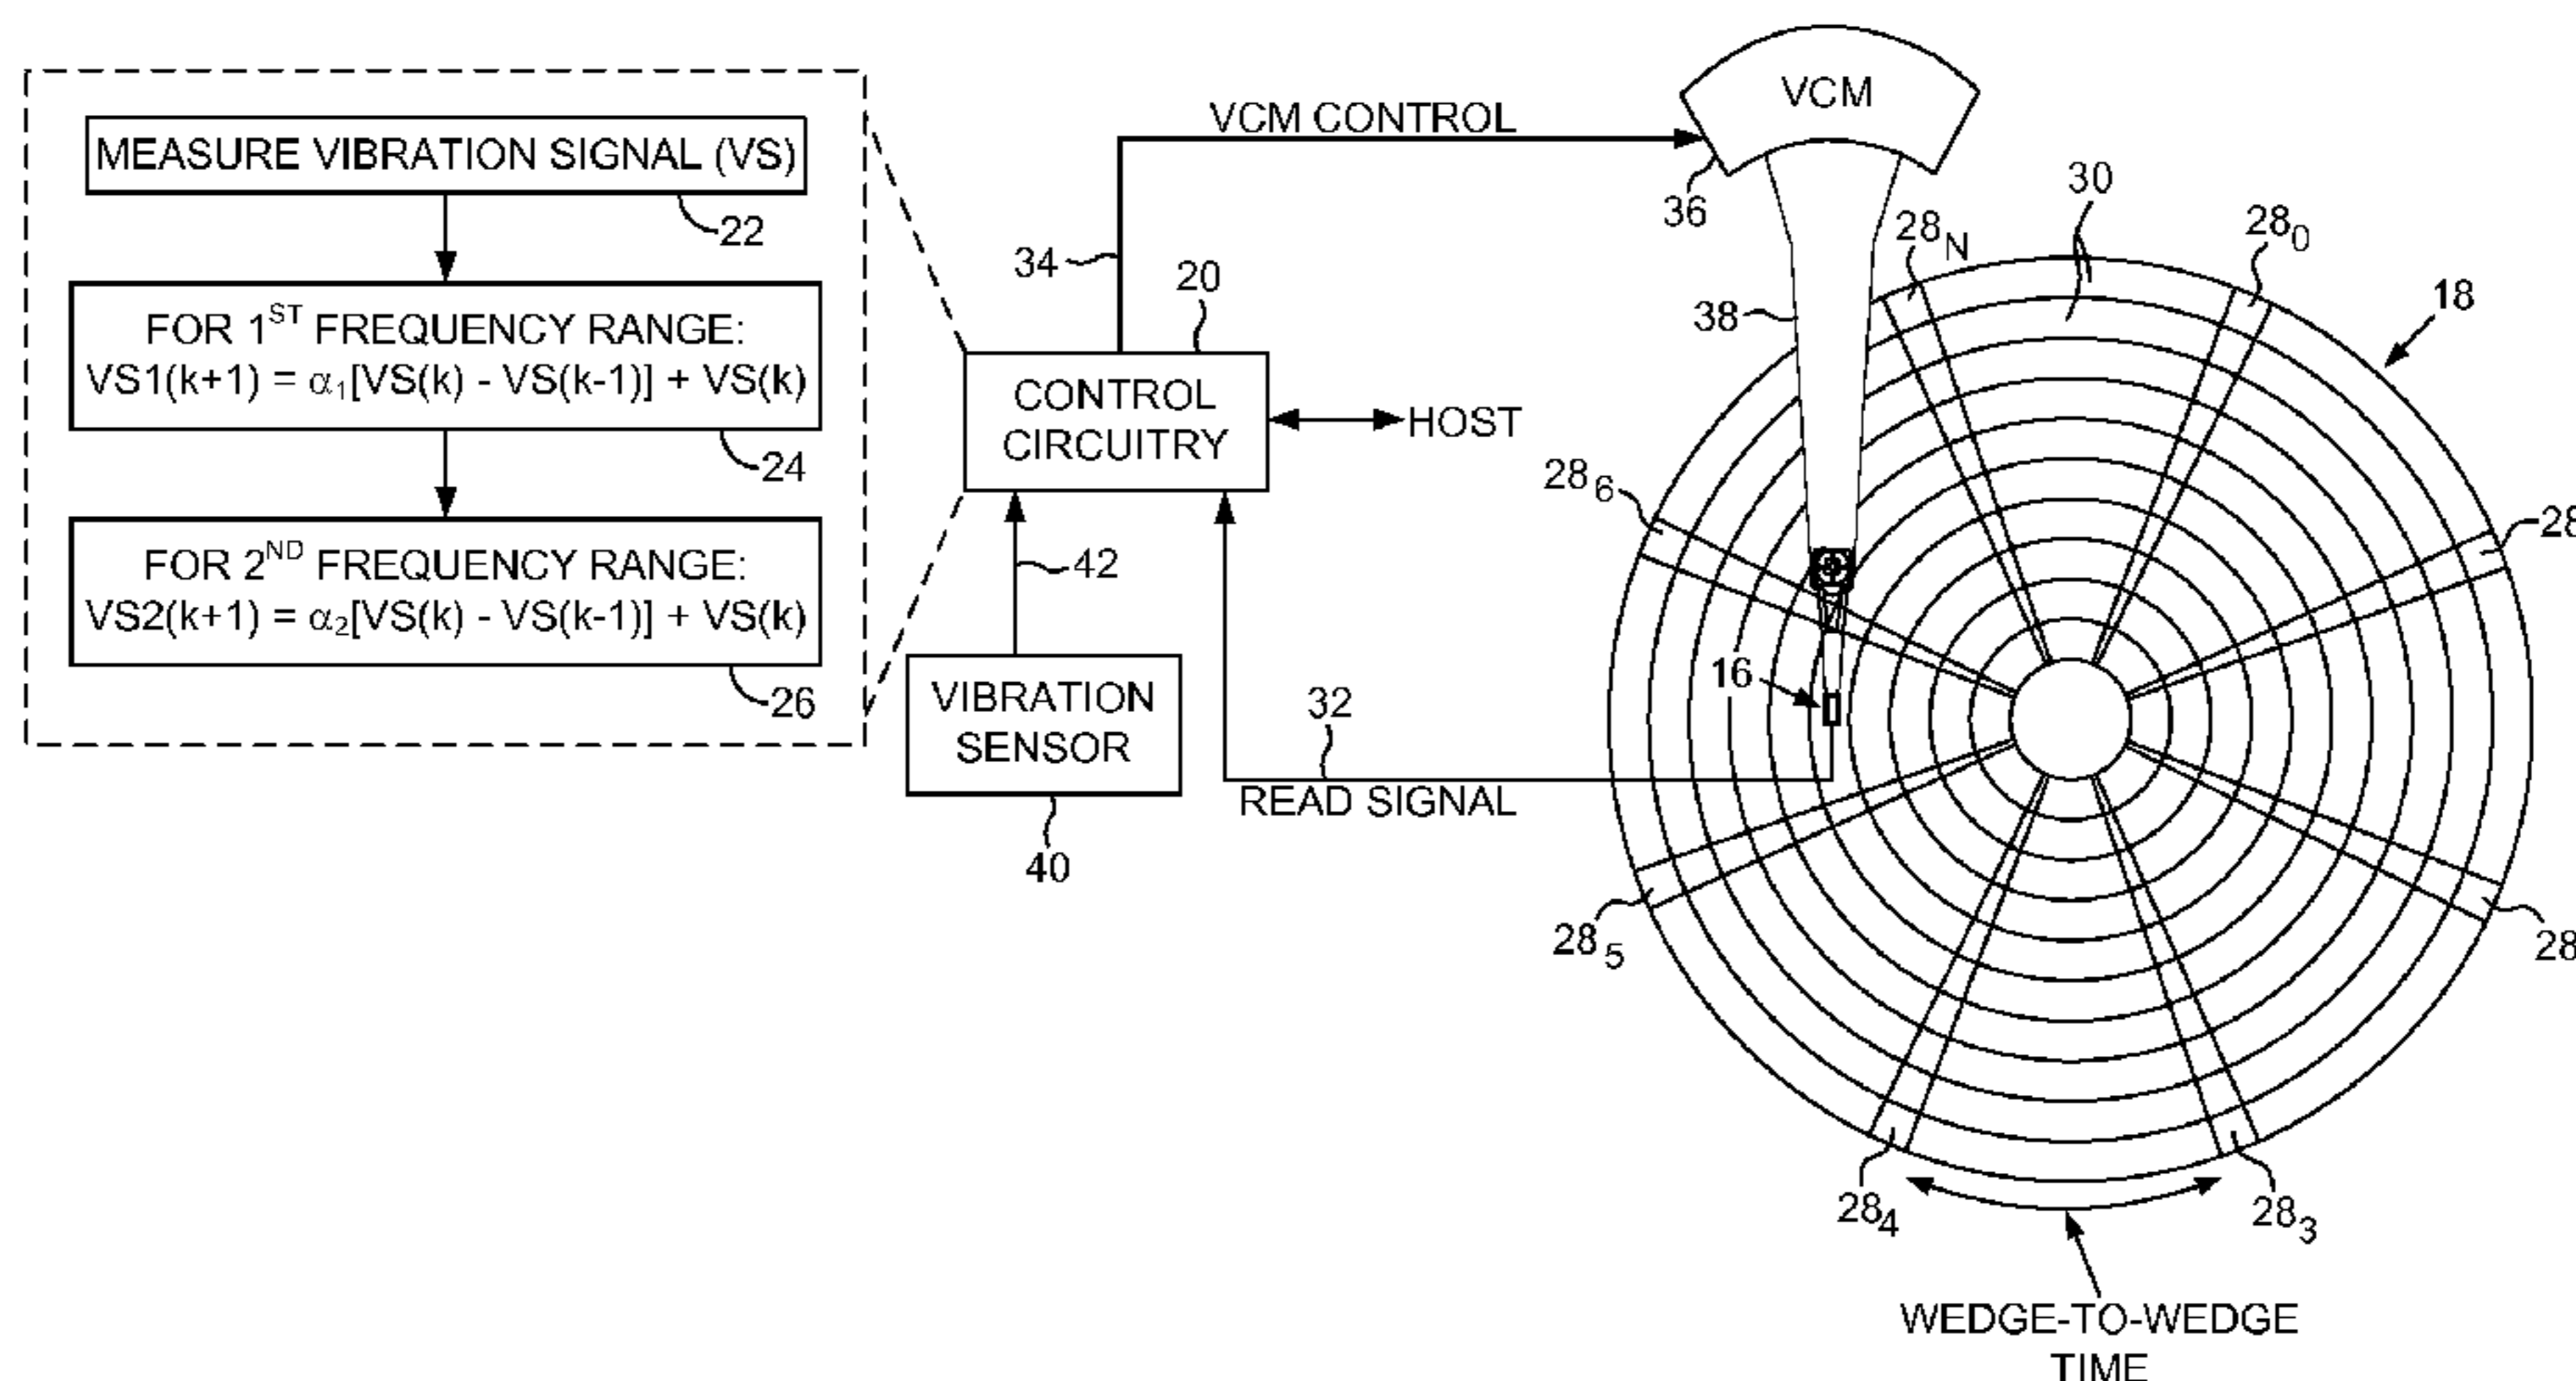 MEASURE VIBRATION SIGNAL (VS)
22
FOR 1ST FREQUENCY RANGE:
VS1(k+1) = α1[VS(k) - VS(k-1)] + VS(k)
24
FOR 2ND FREQUENCY RANGE:
VS2(k+1) = α2[VS(k) - VS(k-1)] + VS(k)
26
VCM CONTROL
34
20
CONTROL
CIRCUITRY
HOST
42
VIBRATION
SENSOR
40
32
READ SIGNAL
VCM
36
38
16
30
18
28N
280
28
28
283
284
285
286
WEDGE-TO-WEDGE
TIME